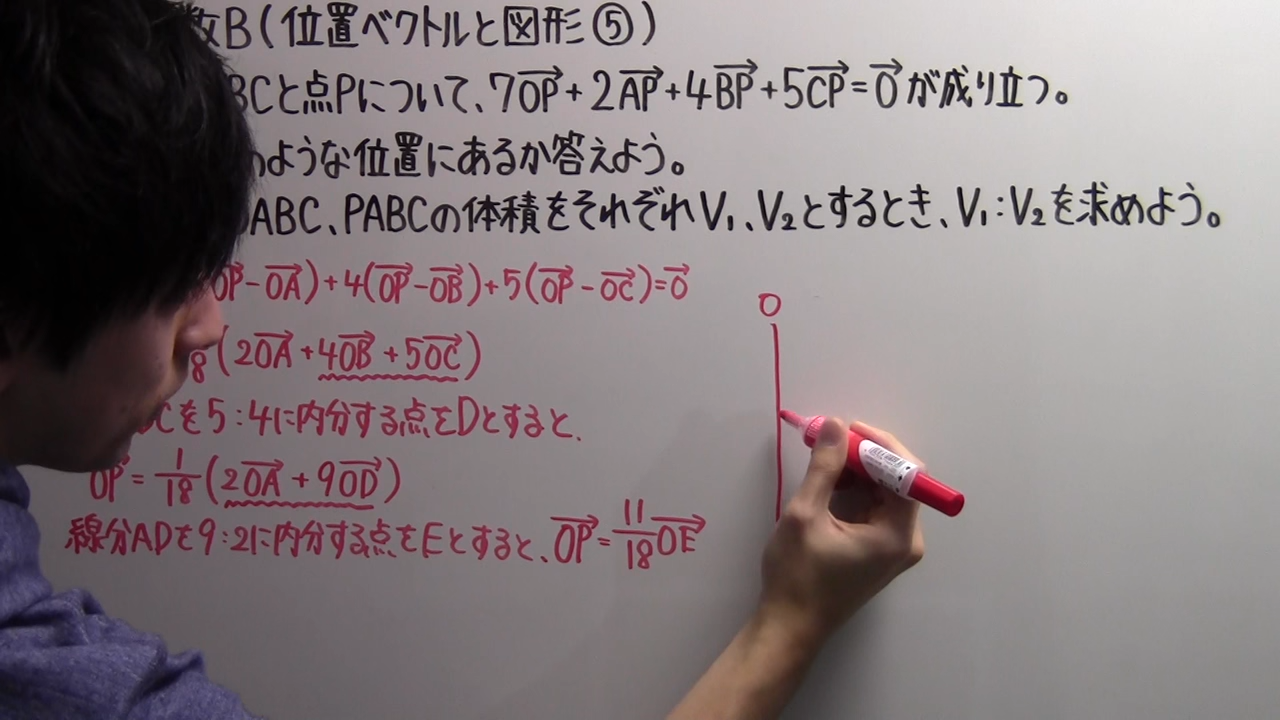 数B(位置ベクトルと図形⑤)
BCと点Pについて、7OP+2AP+4BP+5CP=0が成り立つ。
のような位置にあるか答えよう。
ABC、PABCの体積をそれぞれV₁、V₂とするとき、V₁:V₂を求めよう。
OP-OA)+4(OP-OB)+5(OP-OC)=0
8(2OA+4OB+5OC)
Cを5:4に内分する点をDとすると、
OP=1/18(2OA+9OD)
線分ADを9:2に内分する点をEとすると、OP=11/18OE
O